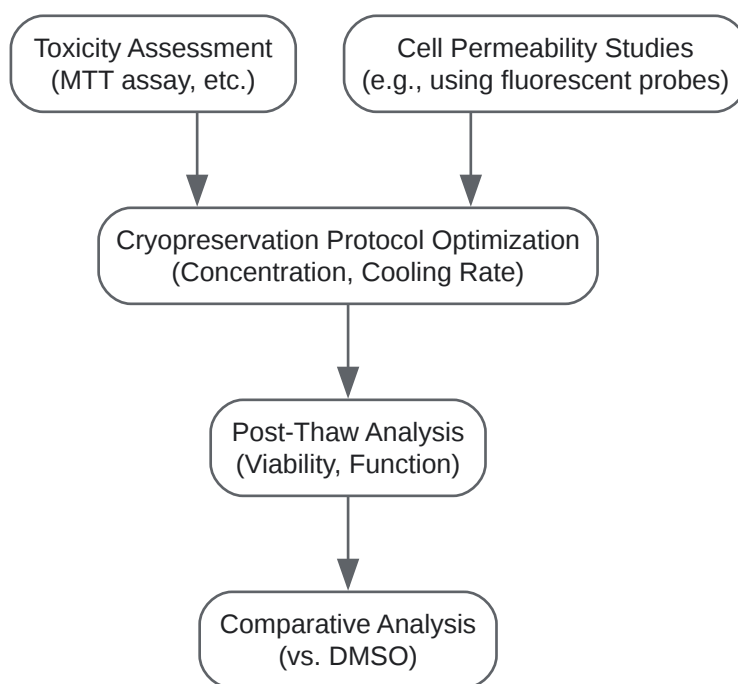 Toxicity Assessment
(MTT assay, etc.)
Cell Permeability Studies
(e.g., using fluorescent probes)
Cryopreservation Protocol Optimization
(Concentration, Cooling Rate)
Post-Thaw Analysis
(Viability, Function)
Comparative Analysis
(vs. DMSO)